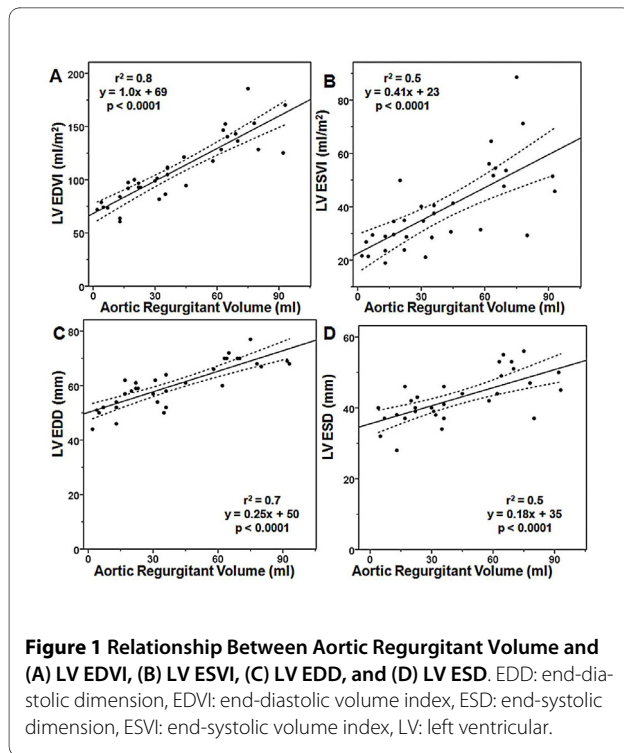 A
r² = 0.8
y = 1.0x + 69
p < 0.0001
LV EDVI (ml/m²)
200
150
100
50
0
0 30 60 90
Aortic Regurgitant Volume (ml)
B
r² = 0.5
y = 0.41x + 23
p < 0.0001
LV ESVI (ml/m²)
80
60
40
20
0 30 60 90
Aortic Regurgitant Volume (ml)
C
LV EDD (mm)
80
60
40
20
0
r² = 0.7
y = 0.25x + 50
p < 0.0001
0 30 60 90
Aortic Regurgitant Volume (ml)
D
LV ESD (mm)
60
40
20
0
r² = 0.5
y = 0.18x + 35
p < 0.0001
0 30 60 90
Aortic Regurgitant Volume (ml)
Figure 1 Relationship Between Aortic Regurgitant Volume and
(A) LV EDVI, (B) LV ESVI, (C) LV EDD, and (D) LV ESD. EDD: end-dia-
stolic dimension, EDVI: end-diastolic volume index, ESD: end-systolic
dimension, ESVI: end-systolic volume index, LV: left ventricular.